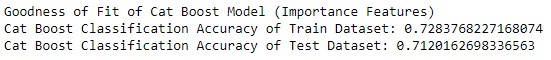 Goodness of Fit of Cat Boost Model (Importance Features)
Cat Boost Classification Accuracy of Train Dataset: 0.7283768227168074
Cat Boost Classification Accuracy of Test Dataset: 0.7120162698336563